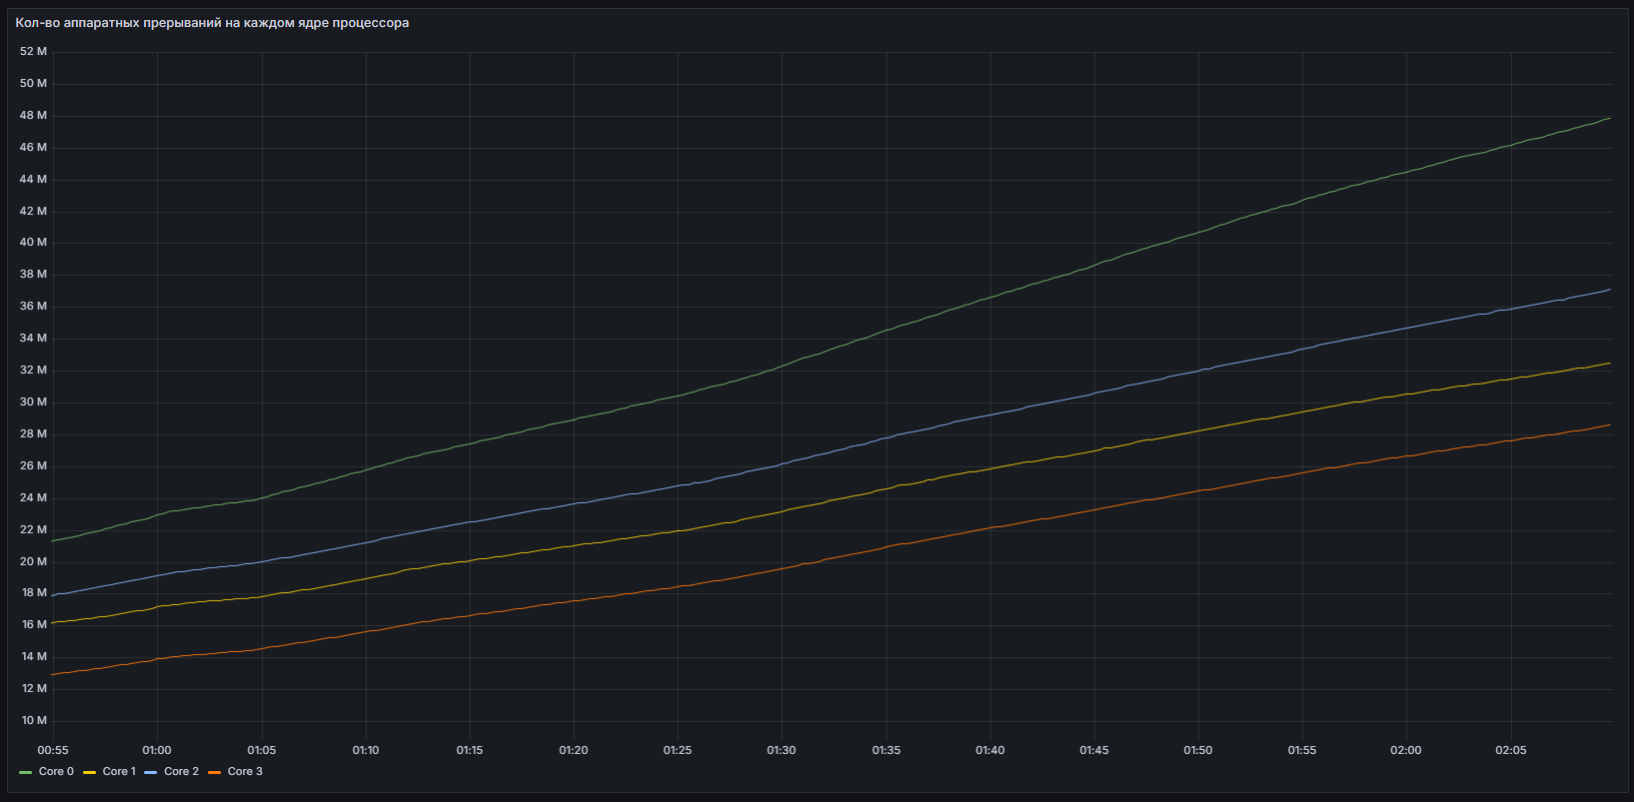 Кол-во аппаратных прерываний на каждом ядре процессора
52 M
50 M
48 M
46 M
44 M
42 M
40 M
38 M
36 M
34 M
32 M
30 M
28 M
26 M
24 M
22 M
20 M
18 M
16 M
14 M
12 M
10 M
00:55 01:00 01:05 01:10 01:15 01:20 01:25 01:30 01:35 01:40 01:45 01:50 01:55 02:00 02:05
Core 0 Core 1 Core 2 Core 3